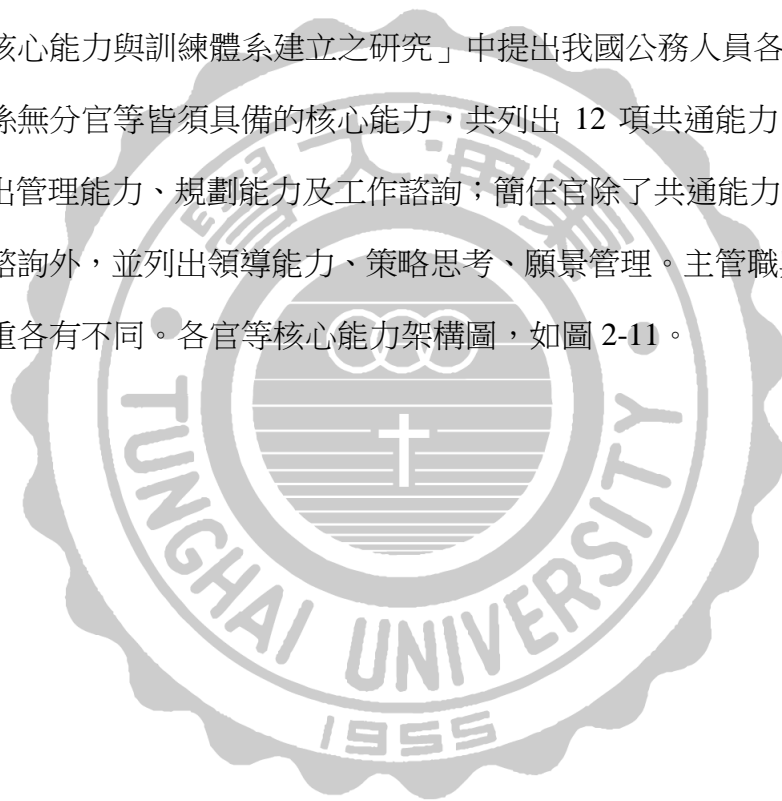 核心能力與訓練體系建立之研究」中提出我國公務人員各
係無分官等皆須具備的核心能力，共列出 12 項共通能力
出管理能力、規劃能力及工作諮詢；簡任官除了共通能力
諮詢外，並列出領導能力、策略思考、願景管理。主管職
重各有不同。各官等核心能力架構圖，如圖 2-11。
學大海東
TUNGHAI UNIVERSITY
1955